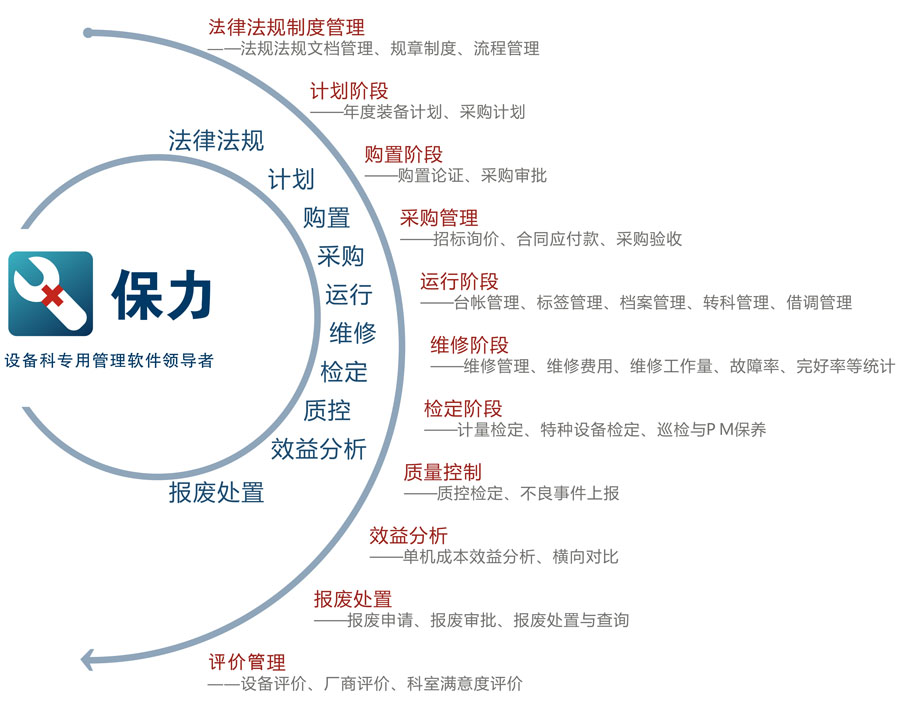 法律法规制度管理
——法规法规文档管理、规章制度、流程管理
计划阶段
——年度装备计划、采购计划
购置阶段
——购置论证、采购审批
采购管理
——招标询价、合同应付款、采购验收
运行阶段
——台帐管理、标签管理、档案管理、转科管理、借调管理
维修阶段
——维修管理、维修费用、维修工作量、故障率、完好率等统计
检定阶段
——计量检定、特种设备检定、巡检与PM保养
质量控制
——质控检定、不良事件上报
效益分析
——单机成本效益分析、横向对比
报废处置
——报废申请、报废审批、报废处置与查询
评价管理
——设备评价、厂商评价、科室满意度评价
法律法规
计划
购置
采购
运行
维修
检定
质控
效益分析
报废处置
保力
设备科专用管理软件领导者